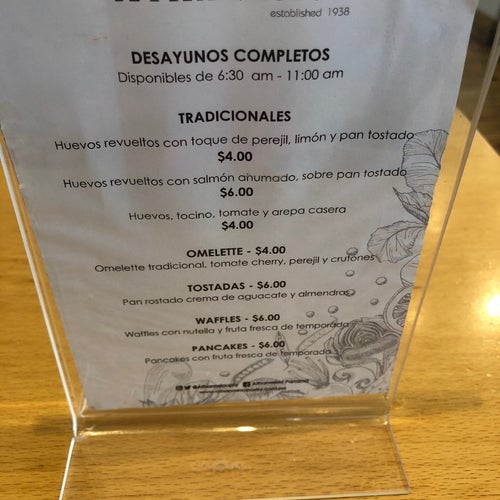 established 1938
DESAYUNOS COMPLETOS
Disponibles de 6:30 am - 11:00 am
TRADICIONALES
Huevos revueltos con toque de perejil, limón y pan tostado
$4.00
Huevos revueltos con salmón ahumado, sobre pan tostado
$6.00
Huevos, tocino, tomate y arepa casera
$4.00
OMELETTE - $4.00
Omelette tradicional, tomate cherry, perejil y crutones
TOSTADAS - $6.00
Pan rostado crema de aguacate y almendras
WAFFLES - $6.00
Waffles con nutella y fruta fresca de temporada
PANCAKES - $6.00
Pancakes con fruta fresca de temporada